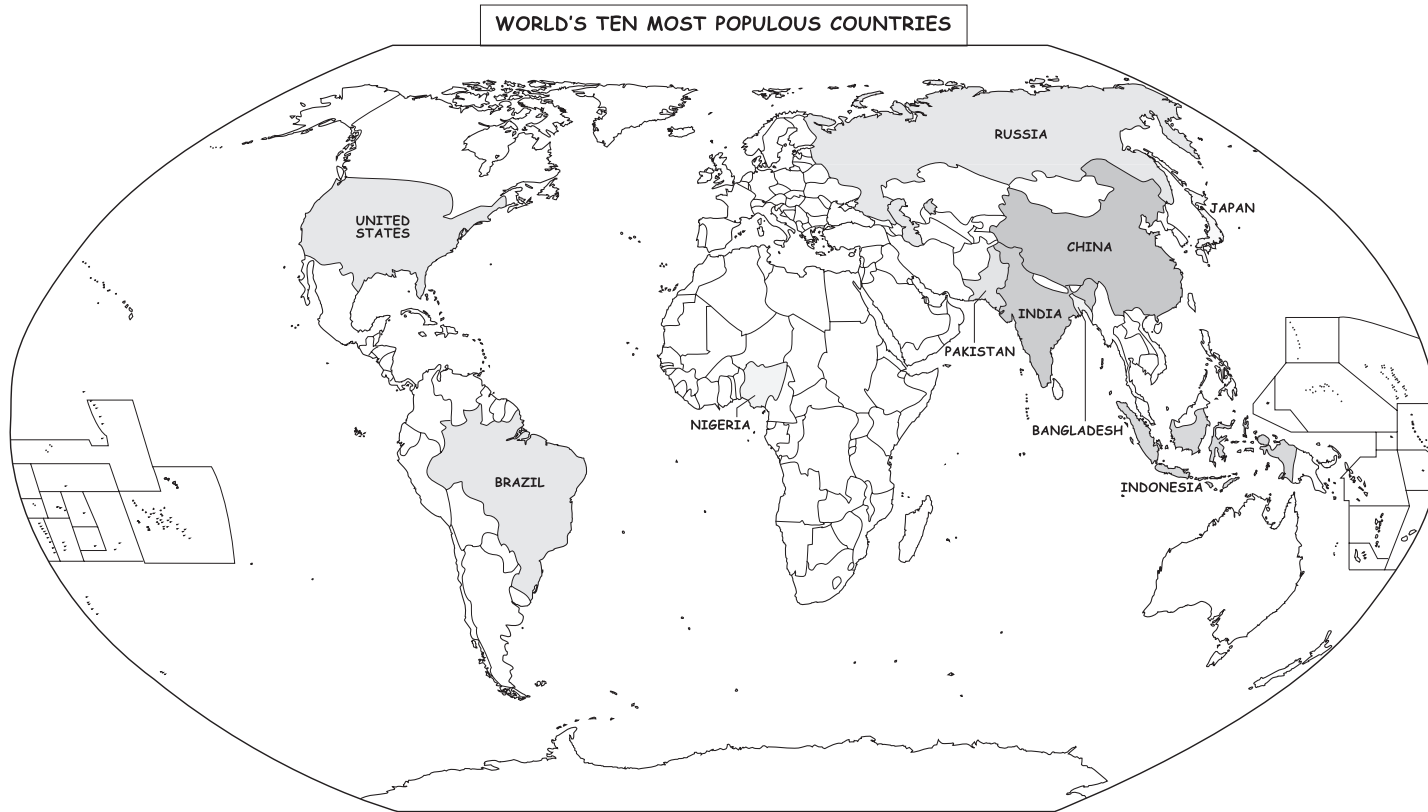 WORLD'S TEN MOST POPULOUS COUNTRIES
RUSSIA
JAPAN
UNITED
STATES
CHINA
INDIA
PAKISTAN
NIGERIA
BANGLADESH
BRAZIL
INDONESIA